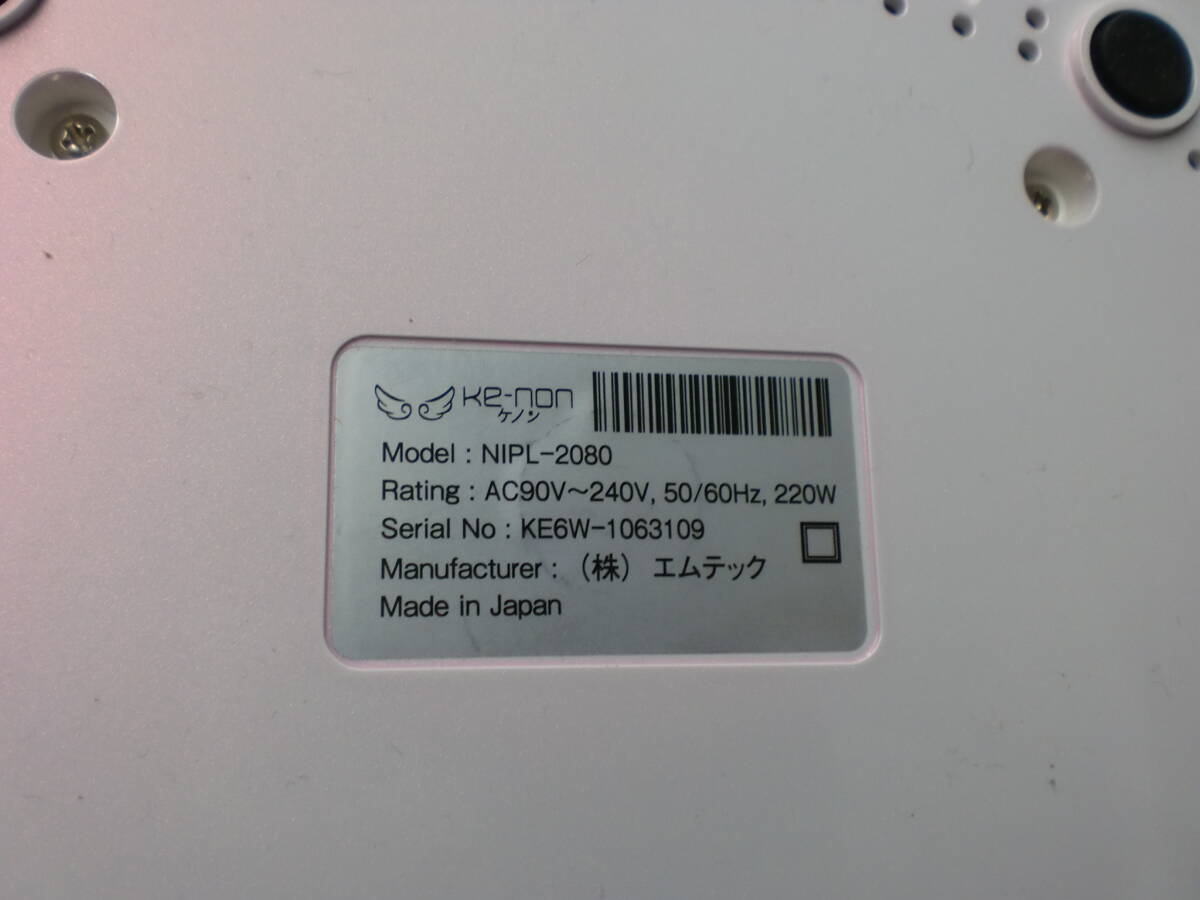 Ke-non
ケノン
Model : NIPL-2080
Rating : AC90V～240V, 50/60Hz, 220W
Serial No : KE6W-1063109
Manufacturer : （株） エムテック
Made in Japan